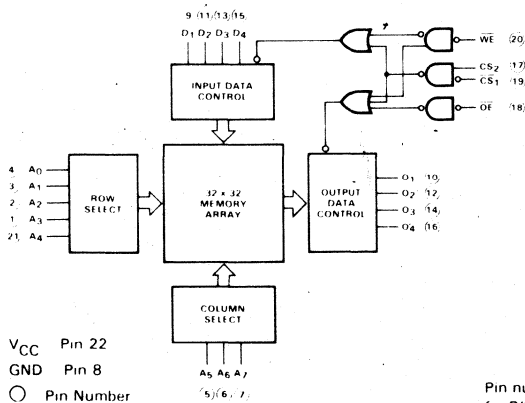 9 (11) (13) (15)
D1 D2 D3 D4
INPUT DATA CONTROL
WE (20)
CS2 (17)
CS1 (19)
OE (18)
4 A0
3 A1
2 A2
1 A3
21 A4
ROW SELECT
32 x 32 MEMORY ARRAY
OUTPUT DATA CONTROL
O1 (10)
O2 (12)
O3 (14)
O4 (16)
COLUMN SELECT
A5 A6 A7
(5) (6) (7)
VCC Pin 22
GND Pin 8
Pin Number
Pin nu